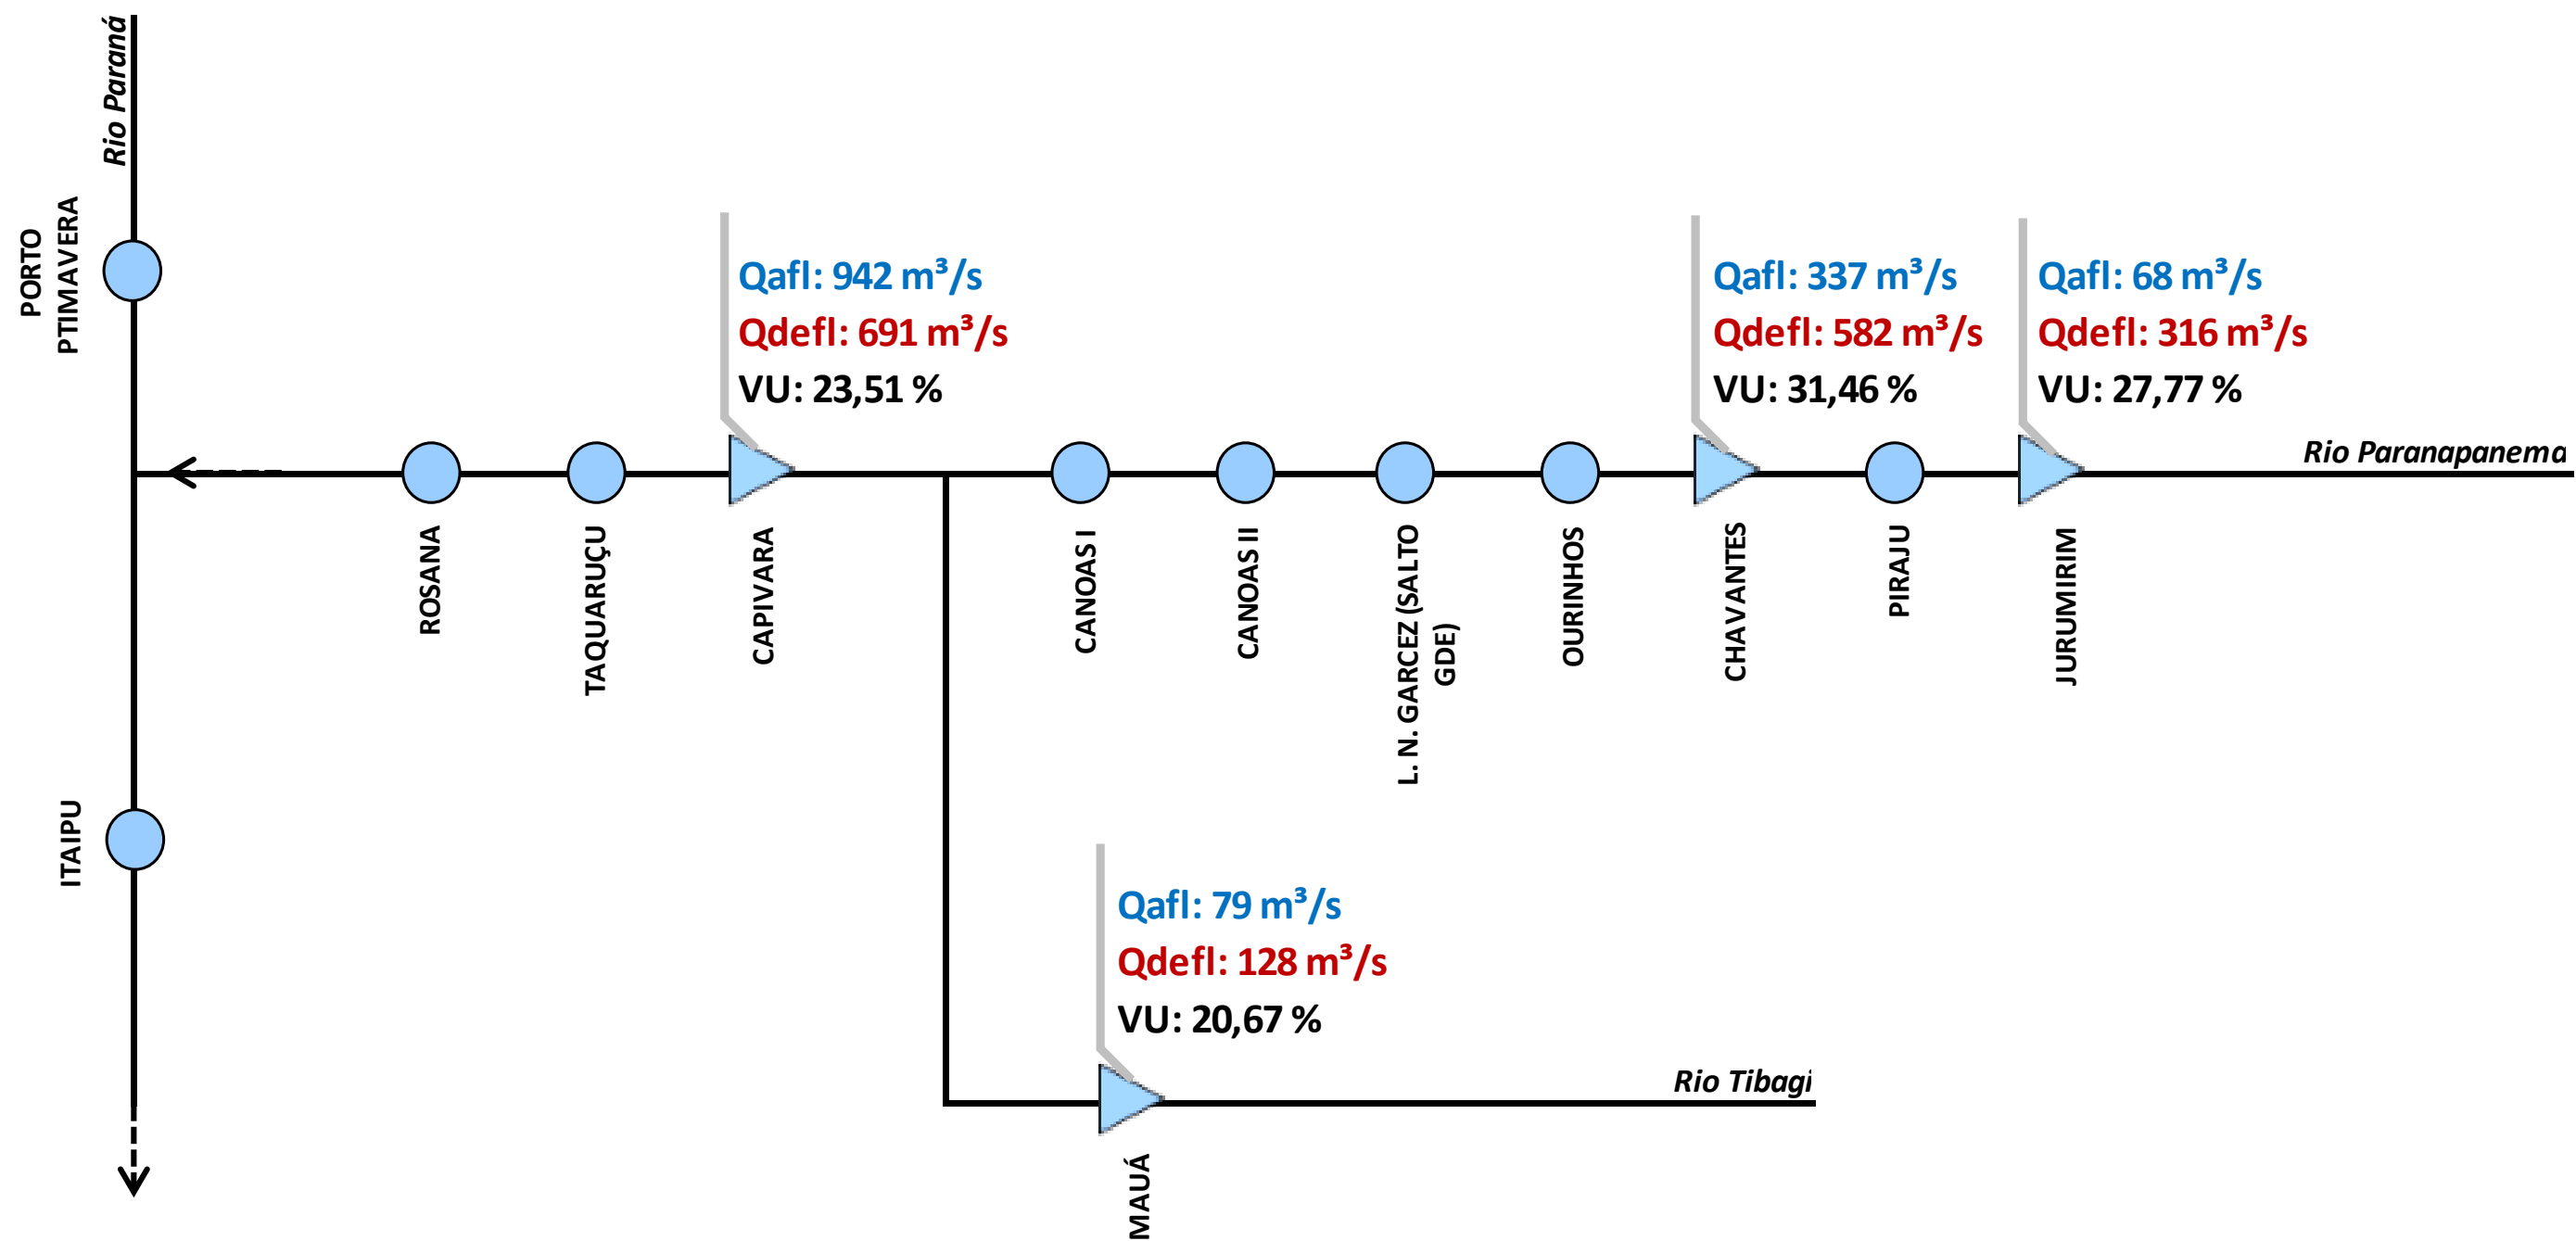 Rio Paraná
PORTO
PTIMAVERA
Qafl: 942 m³/s
Qdefl: 691 m³/s
VU: 23,51 %
Qafl: 337 m³/s
Qdefl: 582 m³/s
VU: 31,46 %
Qafl: 68 m³/s
Qdefl: 316 m³/s
VU: 27,77 %
Rio Paranapanema
ROSANA
TAQUARUÇU
CAPIVARA
CANOAS I
CANOAS II
L. N. GARCEZ (SALTO
GDE)
OURINHOS
CHAVANTES
PIRAJU
JURUMIRIM
ITAIPU
Qafl: 79 m³/s
Qdefl: 128 m³/s
VU: 20,67 %
Rio Tibagi
MAUÁ